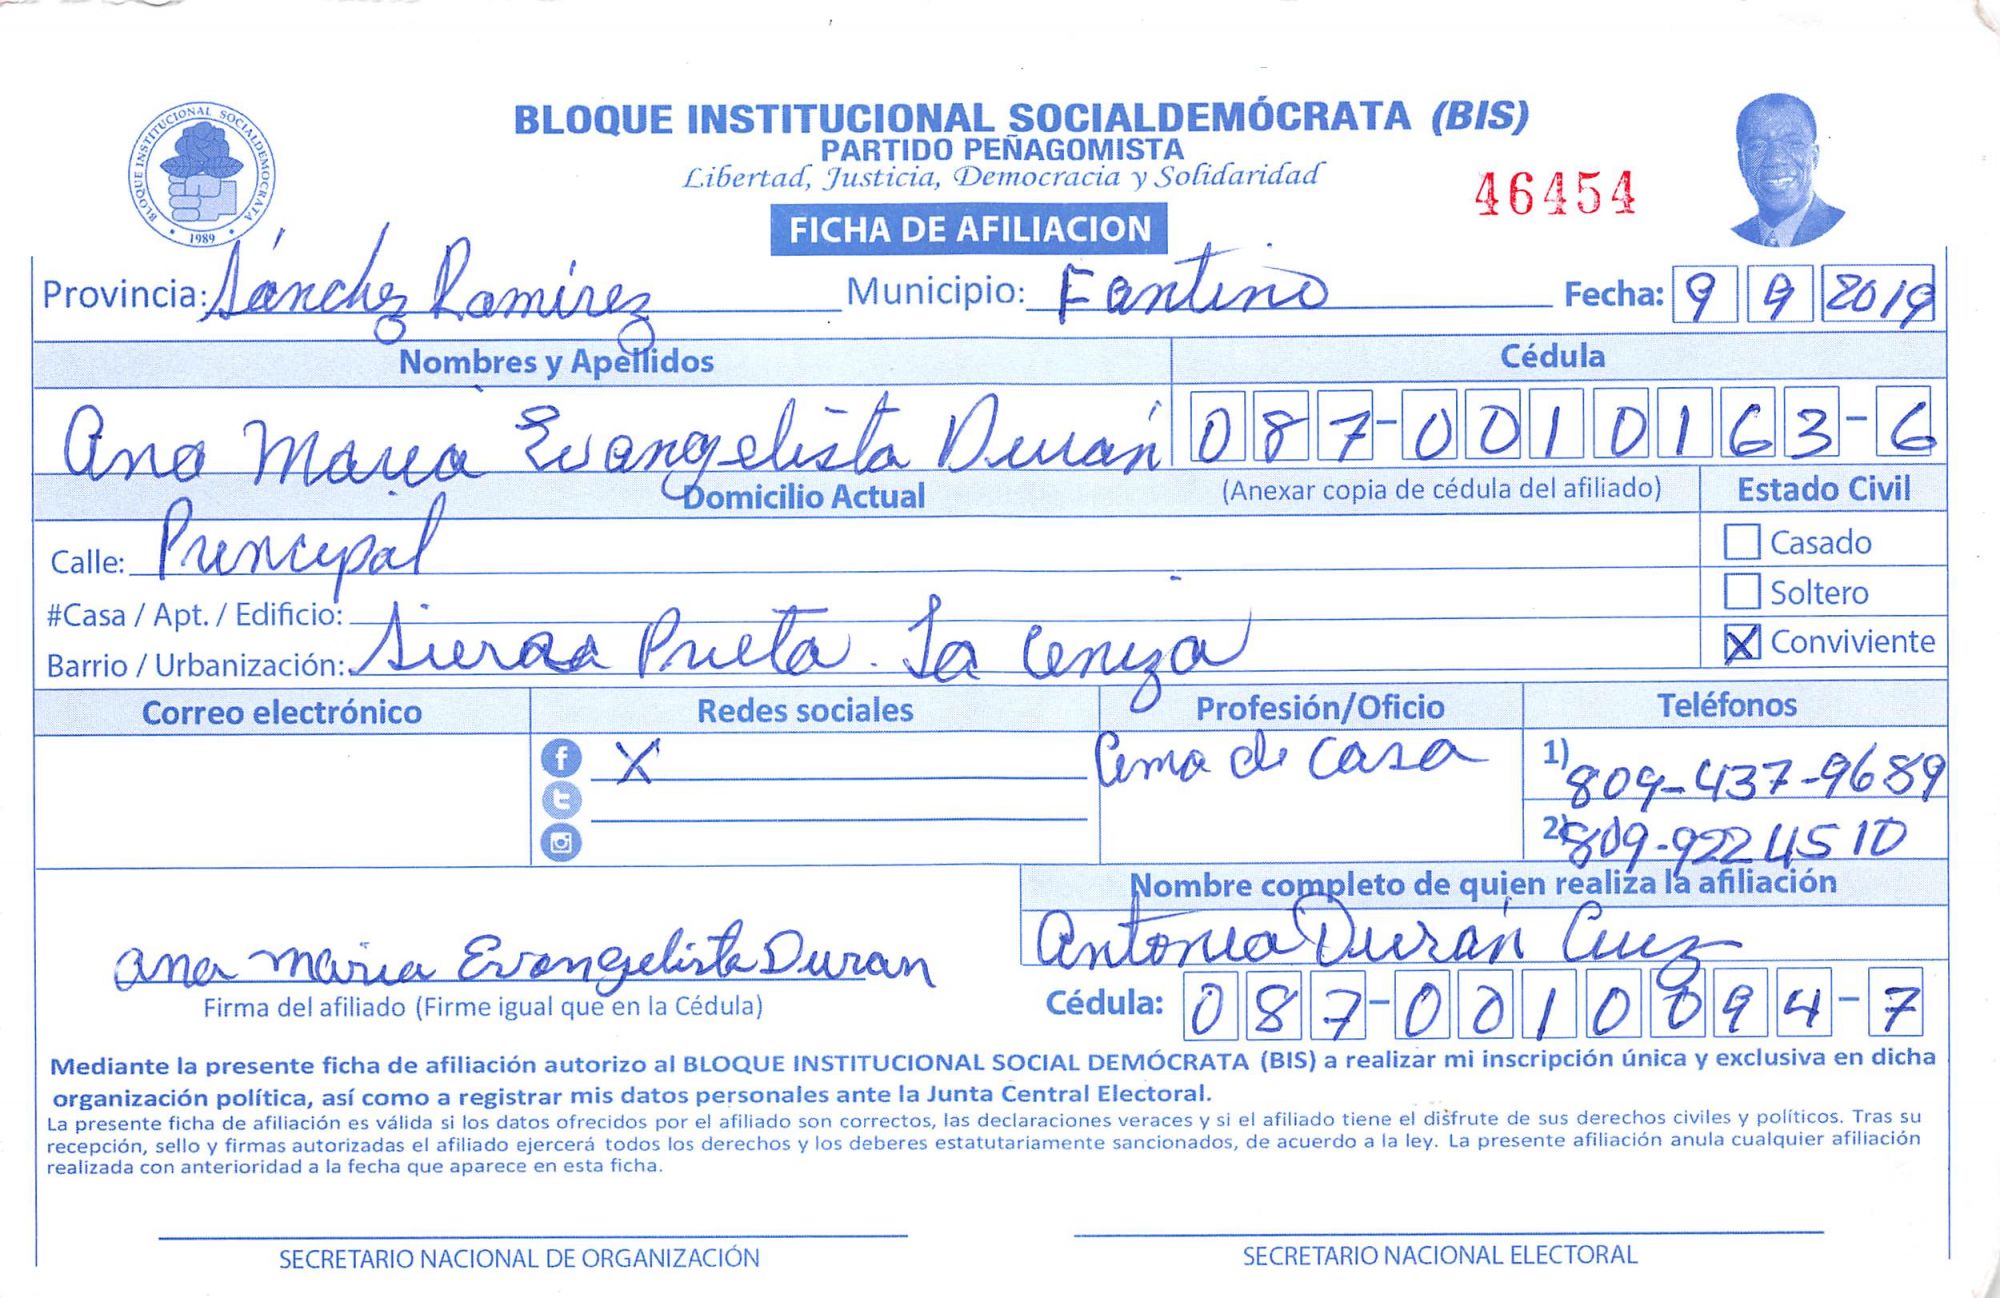 BLOQUE INSTITUCIONAL SOCIALDEMÓCRATA (BIS)
PARTIDO PEÑAGOMISTA
Libertad, Justicia, Democracia y Solidaridad
46454
BLOQUE INSTITUCIONAL SOCIALDEMOCRATA
1989
FICHA DE AFILIACION
Provincia: Sánchez Ramírez Municipio: Fantino Fecha: 9 9 2019
Nombres y Apellidos Cédula
Ana Maria Evangelista Durán 087-0010163-6
Domicilio Actual (Anexar copia de cédula del afiliado) Estado Civil
Calle: Principal Casado
#Casa / Apt. / Edificio: Soltero
Barrio / Urbanización: Sierra Prieta. La Ceniza X Conviviente
Correo electrónico Redes sociales Profesión/Oficio Teléfonos
X Ama de casa 1) 809-437-9689
2) 809-922 4510
Nombre completo de quien realiza la afiliación
Antonia Durán Cruz
Ana Maria Evangelista Duran
Firma del afiliado (Firme igual que en la Cédula) Cédula: 087-0010094-7
Mediante la presente ficha de afiliación autorizo al BLOQUE INSTITUCIONAL SOCIAL DEMÓCRATA (BIS) a realizar mi inscripción única y exclusiva en dicha
organización política, así como a registrar mis datos personales ante la Junta Central Electoral.
La presente ficha de afiliación es válida si los datos ofrecidos por el afiliado son correctos, las declaraciones veraces y si el afiliado tiene el disfrute de sus derechos civiles y políticos. Tras su
recepción, sello y firmas autorizadas el afiliado ejercerá todos los derechos y los deberes estatutariamente sancionados, de acuerdo a la ley. La presente afiliación anula cualquier afiliación
realizada con anterioridad a la fecha que aparece en esta ficha.
SECRETARIO NACIONAL DE ORGANIZACIÓN SECRETARIO NACIONAL ELECTORAL